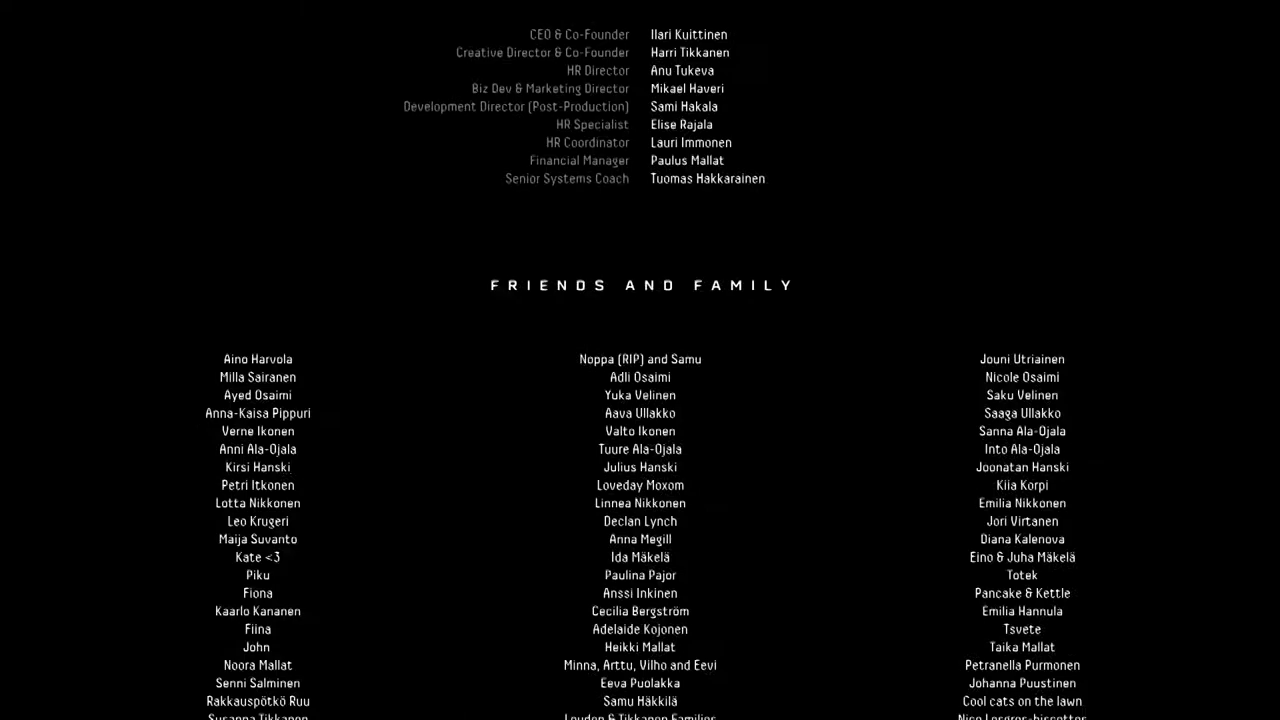 CEO & Co-Founder Ilari Kuittinen
Creative Director & Co-Founder Harri Tikkanen
HR Director Anu Tukeva
Biz Dev & Marketing Director Mikael Haveri
Development Director (Post-Production) Sami Hakala
HR Specialist Elise Rajala
HR Coordinator Lauri Immonen
Financial Manager Paulus Mallat
Senior Systems Coach Tuomas Hakkarainen
FRIENDS AND FAMILY
Aino Harvola Noppa (RIP) and Samu Jouni Utriainen
Milla Sairanen Adli Osaimi Nicole Osaimi
Ayed Osaimi Yuka Velinen Saku Velinen
Anna-Kaisa Pippuri Aava Ullakko Saaga Ullakko
Verne Ikonen Valto Ikonen Sanna Ala-Ojala
Anni Ala-Ojala Tuure Ala-Ojala Into Ala-Ojala
Kirsi Hanski Julius Hanski Joonatan Hanski
Petri Itkonen Loveday Moxom Kiia Korpi
Lotta Nikkonen Linnea Nikkonen Emilia Nikkonen
Leo Krugeri Declan Lynch Jori Virtanen
Maija Suvanto Anna Megill Diana Kalenova
Kate <3 Ida Mäkelä Eino & Juha Mäkelä
Piku Paulina Pajor Totek
Fiona Anssi Inkinen Pancake & Kettle
Kaarlo Kananen Cecilia Bergström Emilia Hannula
Fiina Adelaide Kojonen Tsvete
John Heikki Mallat Taika Mallat
Noora Mallat Minna, Arttu, Vilho and Eevi Petranella Purmonen
Senni Salminen Eeva Puolakka Johanna Puustinen
Rakkauspötkö Ruu Samu Häkkilä Cool cats on the lawn
Susanna Tikkanen & Tikkanen Families